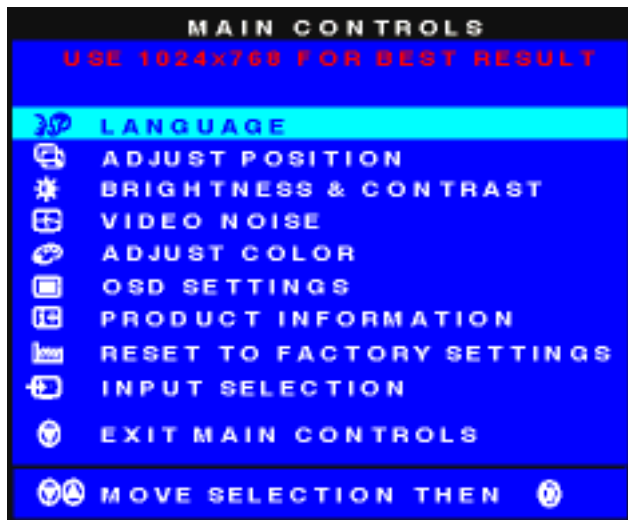 MAIN CONTROLS
USE 1024x768 FOR BEST RESULT
LANGUAGE
ADJUST POSITION
BRIGHTNESS & CONTRAST
VIDEO NOISE
ADJUST COLOR
OSD SETTINGS
PRODUCT INFORMATION
RESET TO FACTORY SETTINGS
INPUT SELECTION
EXIT MAIN CONTROLS
MOVE SELECTION THEN